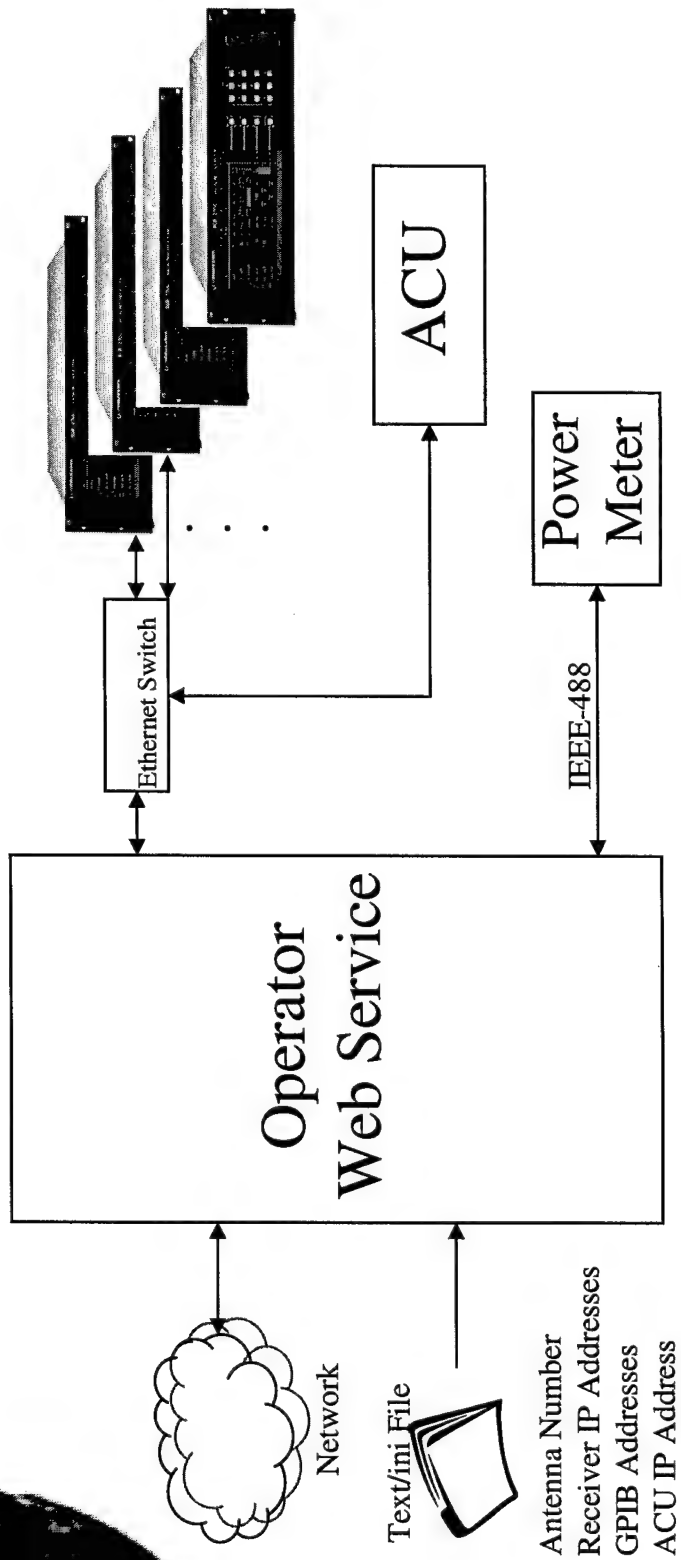 Network
Text/ini File
Antenna Number
Receiver IP Addresses
GPIB Addresses
ACU IP Address
Operator
Web Service
Ethernet Switch
IEEE-488
ACU
Power
Meter